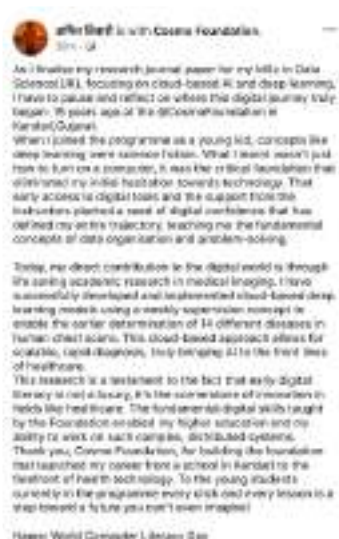 is with Cosmo Foundation.
As I finalise my research journal paper for my MSc in Data
Science(UK), focusing on cloud-based AI and deep learning,
I have to pause and reflect on where this digital journey truly
began: 15 years ago at the @CosmoFoundation in
Kandari,Gujarat.
When I joined the programme as a young kid, concepts like
deep learning were science fiction. What I learnt wasn't just
how to turn on a computer, it was the critical foundation that
eliminated my initial hesitation towards technology. That
early access to digital tools and the support from the
instructors planted a seed of digital confidence that has
defined my entire trajectory, teaching me the fundamental
concepts of data organisation and problem-solving.
Today, my direct contribution to the digital world is through
life saving academic research in medical imaging. I have
successfully developed and implemented cloud-based deep
learning models using a weakly supervision concept to
enable the earlier determination of 14 different diseases in
human chest scans. This cloud-based approach allows for
scalable, rapid diagnosis, truly bringing AI to the front lines
of healthcare.
This research is a testament to the fact that early digital
literacy is not a luxury, it's the cornerstone of innovation in
fields like healthcare. The fundamental digital skills taught
by the Foundation enabled my higher education and my
ability to work on such complex, distributed systems.
Thank you, Cosmo Foundation, for building the foundation
that launched my career from a school in Kandari to the
forefront of health technology. To the young students
currently in the programme every click and every lesson is a
step toward a future you can't even imagine!
Happy World Computer Literacy Day